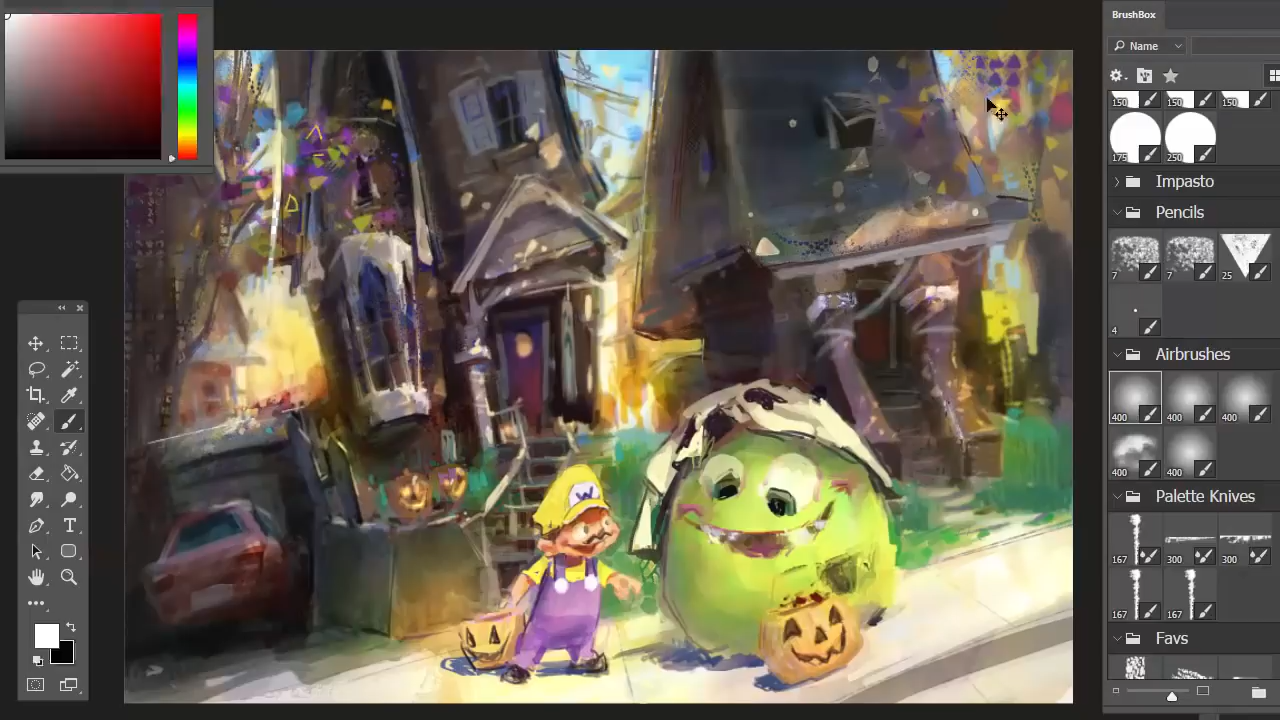 BrushBox
Name
150 150 150
175 250
Impasto
Pencils
7 7 25
4
Airbrushes
400 400 400
400 400
Palette Knives
167 300 300
167 167
Favs
T
W